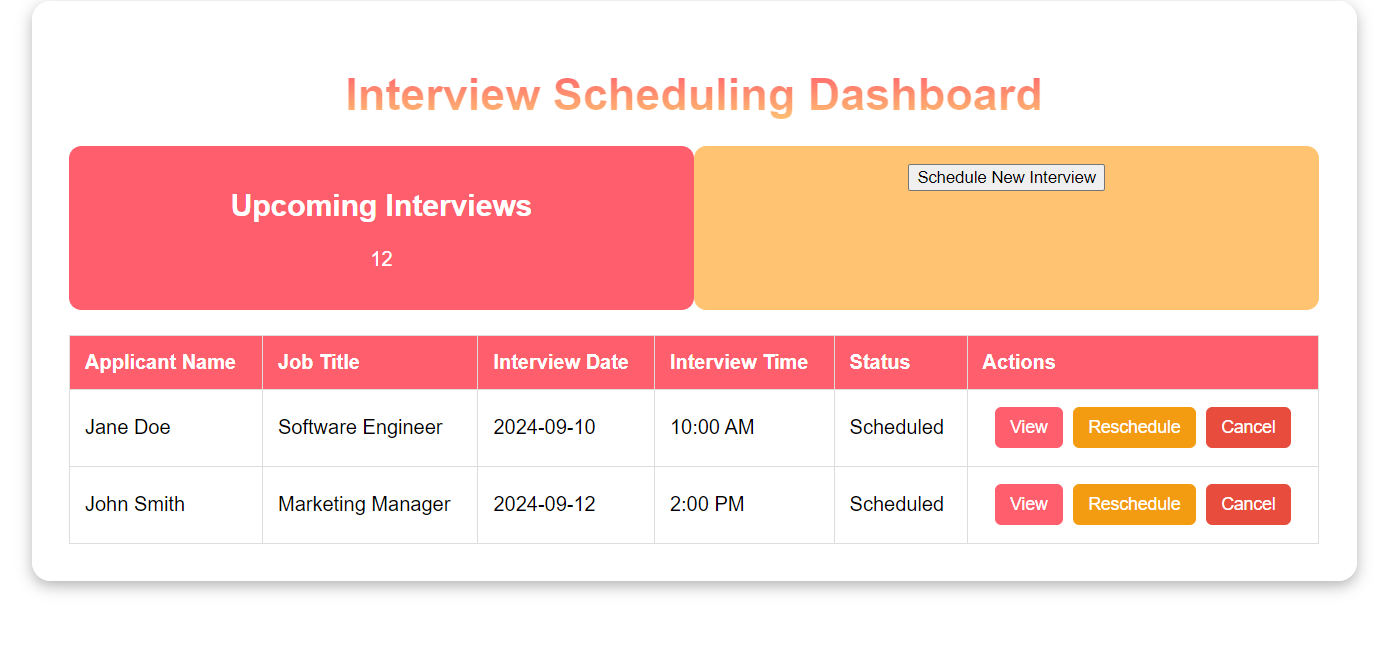 Interview Scheduling Dashboard
Upcoming Interviews
12
Schedule New Interview
Applicant Name Job Title Interview Date Interview Time Status Actions
Jane Doe Software Engineer 2024-09-10 10:00 AM Scheduled View Reschedule Cancel
John Smith Marketing Manager 2024-09-12 2:00 PM Scheduled View Reschedule Cancel